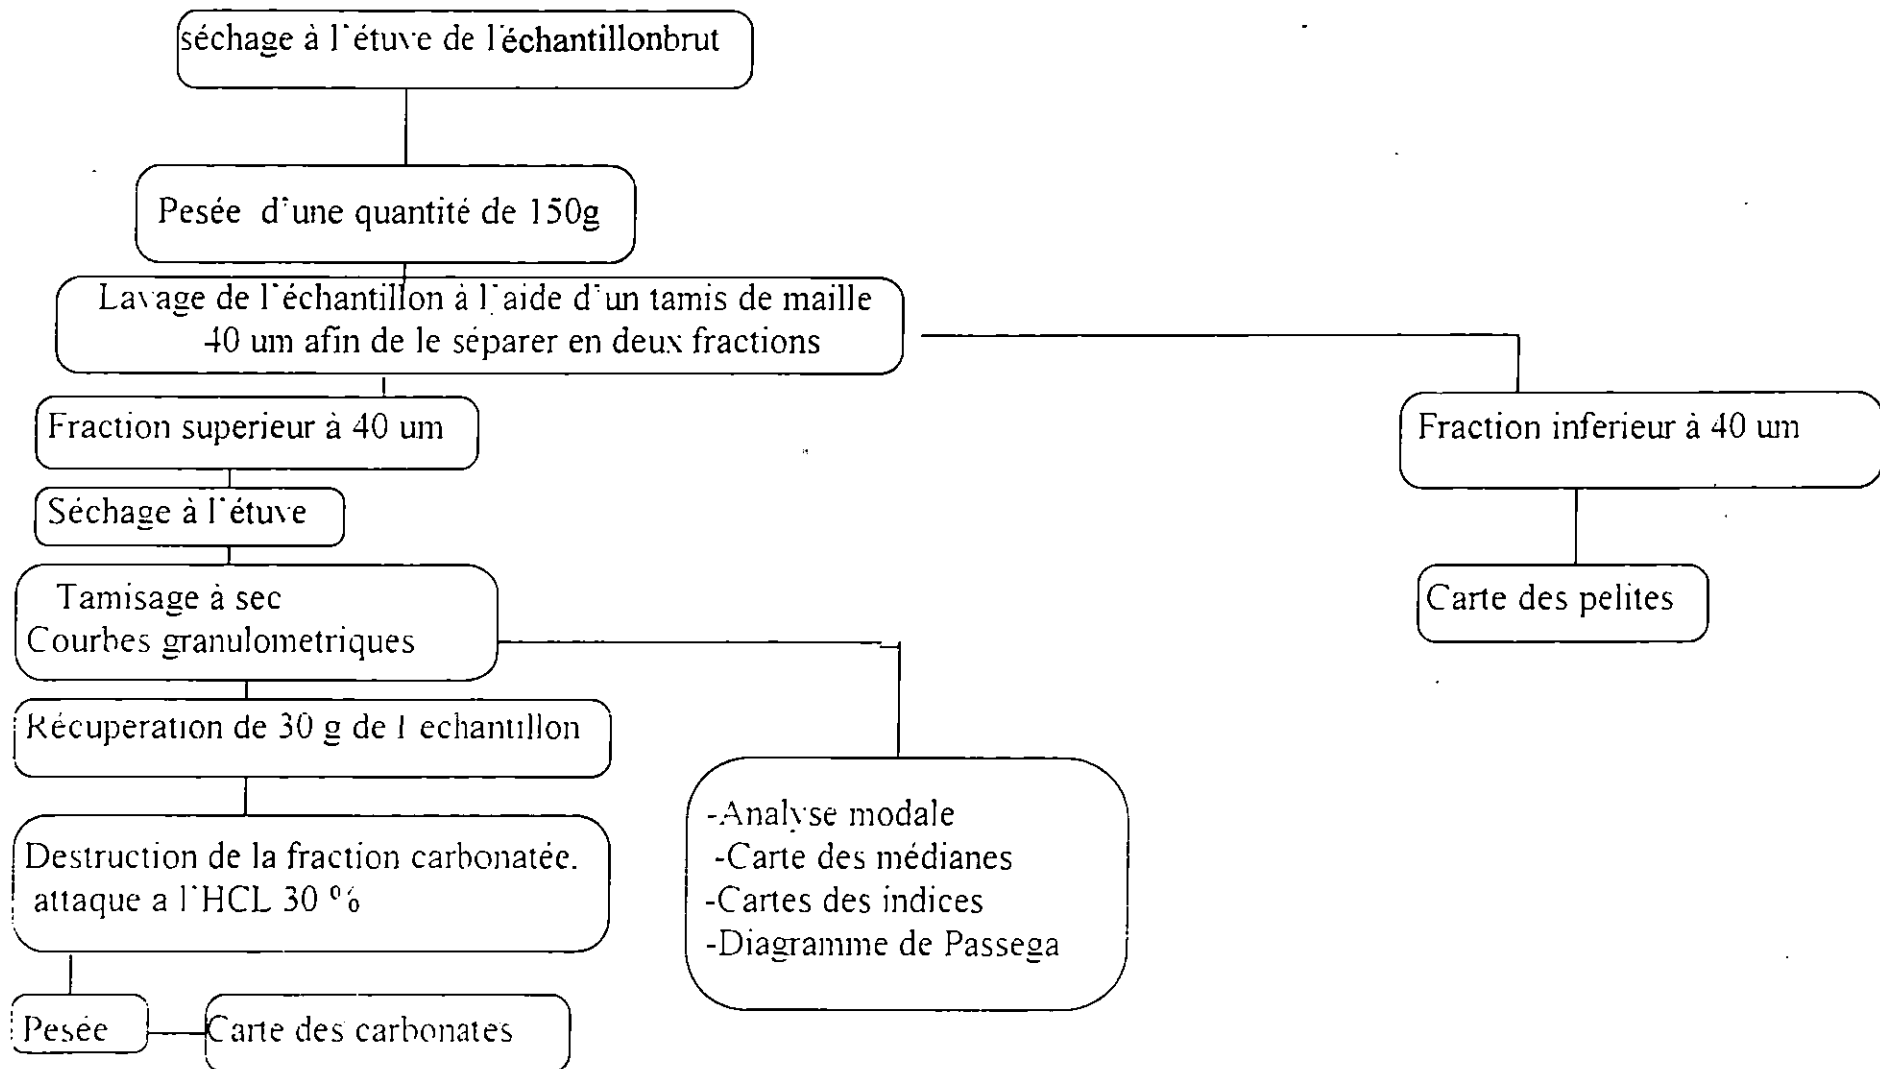 séchage à l'étuve de l'échantillonbrut
Pesée d'une quantité de 150g
Lavage de l'échantillon à l'aide d'un tamis de maille
40 um afin de le séparer en deux fractions
Fraction superieur à 40 um
Fraction inferieur à 40 um
Séchage à l'étuve
Tamisage à sec
Courbes granulometriques
Carte des pelites
Récuperation de 30 g de l echantillon
Destruction de la fraction carbonatée.
attaque a l'HCL 30 %
-Analyse modale
-Carte des médianes
-Cartes des indices
-Diagramme de Passega
Pesée
Carte des carbonates